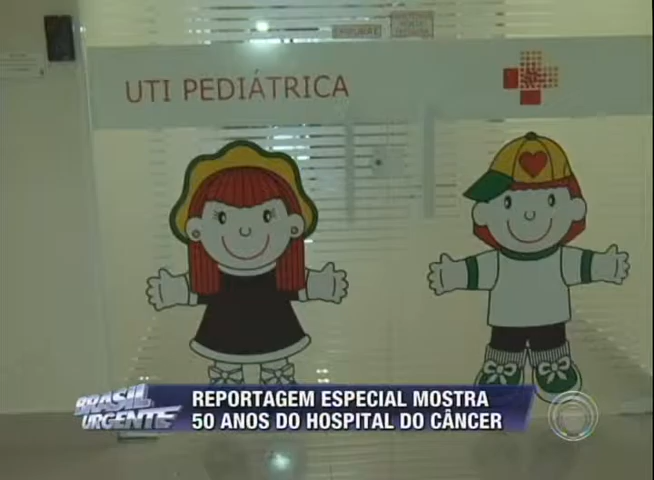 UTI PEDIÁTRICA
BRASIL
URGENTE
REPORTAGEM ESPECIAL MOSTRA
50 ANOS DO HOSPITAL DO CÂNCER